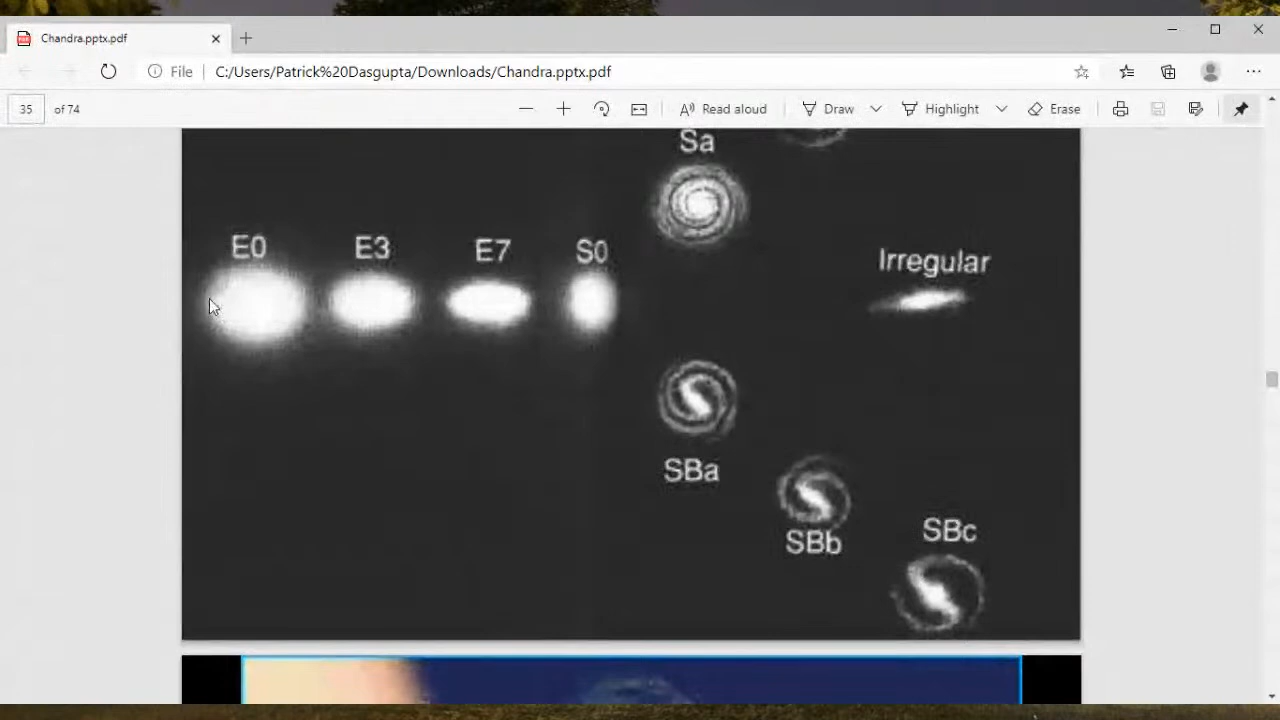 Chandra.pptx.pdf
File
C:/Users/Patrick%20Dasgupta/Downloads/Chandra.pptx.pdf
35 of 74
Read aloud
Draw
Highlight
Erase
Sa
E0
E3
E7
S0
Irregular
SBa
SBb
SBc